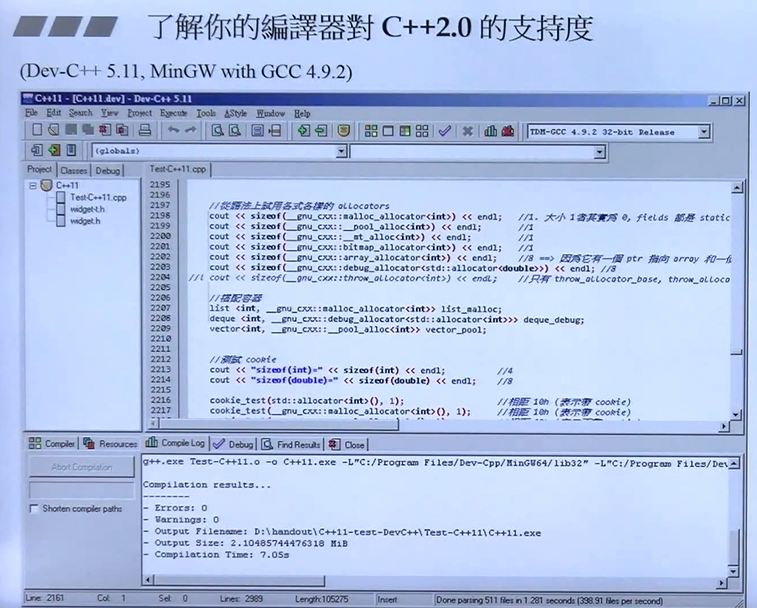 了解你的編譯器對 C++2.0 的支持度
(Dev-C++ 5.11, MinGW with GCC 4.9.2)
C++11 - [C++11.dev] - Dev-C++ 5.11
File Edit Search View Project Execute Tools AStyle Window Help
TDM-GCC 4.9.2 32-bit Release
(globals)
Project Classes Debug
Test-C++11.cpp
C++11
Test-C++11.cpp
widget-t.h
widget.h
2195
2196
2197 //從語法上試用各式各樣的 allocators
2198 cout << sizeof(__gnu_cxx::malloc_allocator<int>) << endl; //1. 大小 1者其實為 0, fields 都是 static
2199 cout << sizeof(__gnu_cxx::__pool_alloc<int>) << endl; //1
2200 cout << sizeof(__gnu_cxx::__mt_alloc<int>) << endl; //1
2201 cout << sizeof(__gnu_cxx::bitmap_allocator<int>) << endl; //1
2202 cout << sizeof(__gnu_cxx::array_allocator<int>) << endl; //8 ==> 因為它有一個 ptr 指向 array 和一個
2203 cout << sizeof(__gnu_cxx::debug_allocator<std::allocator<double>>) << endl; //8
2204 //! cout << sizeof(__gnu_cxx::throw_allocator<int>) << endl; //只有 throw_allocator_base, throw_alloca
2205
2206 //搭配容器
2207 list <int, __gnu_cxx::malloc_allocator<int>> list_malloc;
2208 deque <int, __gnu_cxx::debug_allocator<std::allocator<int>>> deque_debug;
2209 vector<int, __gnu_cxx::__pool_alloc<int>> vector_pool;
2210
2211
2212 //測試 cookie
2213 cout << "sizeof(int)=" << sizeof(int) << endl; //4
2214 cout << "sizeof(double)=" << sizeof(double) << endl; //8
2215
2216 cookie_test(std::allocator<int>(), 1); //相距 10h (表示帶 cookie)
2217 cookie_test(__gnu_cxx::malloc_allocator<int>(), 1); //相距 10h (表示帶 cookie)
Compiler Resources Compile Log Debug Find Results Close
Abort Compilation
Shorten compiler paths
g++.exe Test-C++11.o -o C++11.exe -L"C:/Program Files/Dev-Cpp/MinGW64/lib32" -L"C:/Program Files/Dev
Compilation results...
--------
- Errors: 0
- Warnings: 0
- Output Filename: D:\handout\C++11-test-DevC++\Test-C++11\C++11.exe
- Output Size: 2.10485744476318 MiB
- Compilation Time: 7.05s
Line: 2161 Col: 1 Sel: 0 Lines: 2989 Length:105275 Insert Done parsing 511 files in 1.281 seconds (398.91 files per second)